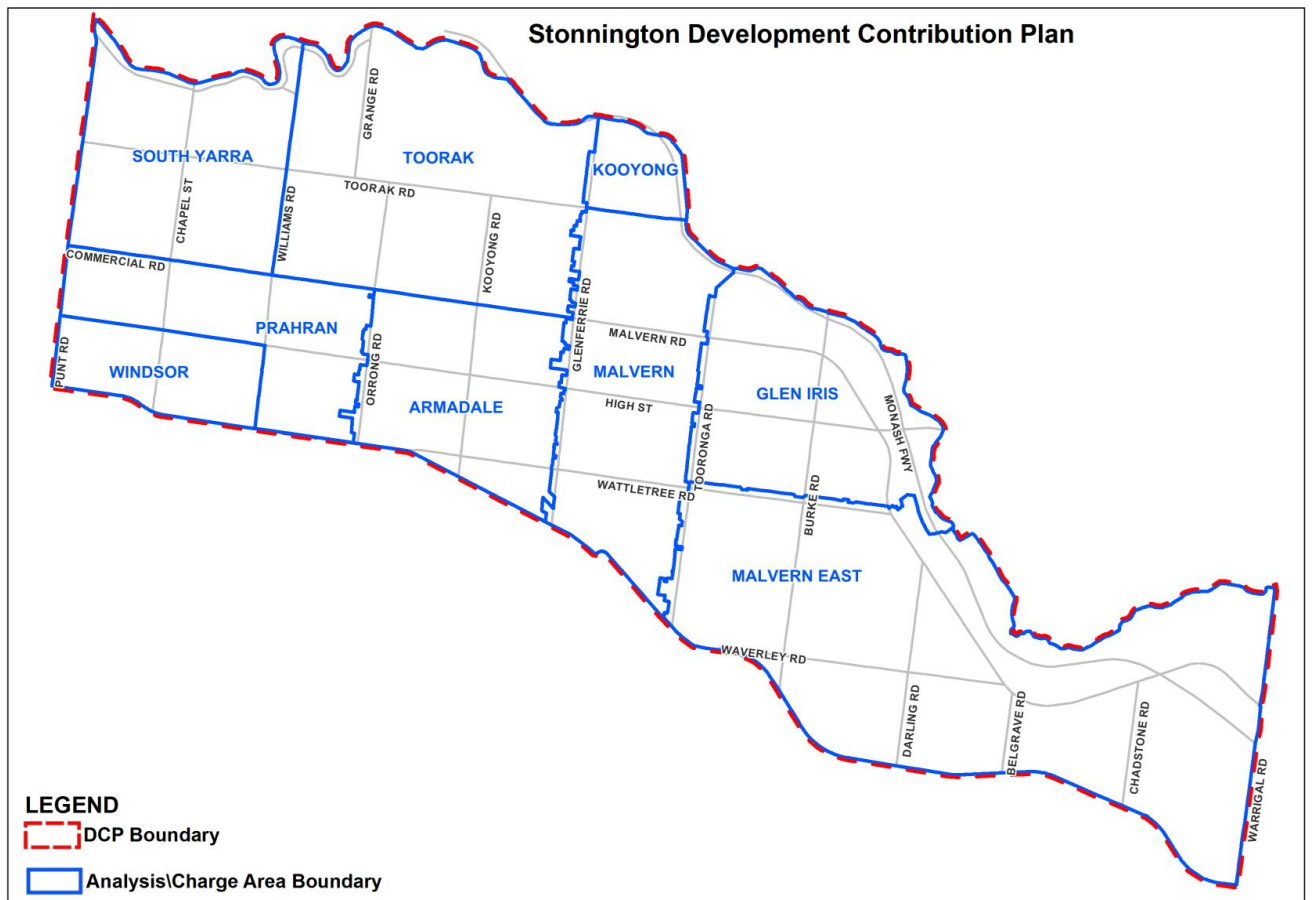 Stonnington Development Contribution Plan
GRANGE RD
SOUTH YARRA
TOORAK
KOOYONG
TOORAK RD
CHAPEL ST
WILLIAMS RD
KOOYONG RD
COMMERCIAL RD
GLENFERRIE RD
PRAHRAN
MALVERN RD
PUNT RD
WINDSOR
ORRONG RD
MALVERN
ARMADALE
HIGH ST
GLEN IRIS
MONASH FWY
TOORONGA RD
WATTLETREE RD
BURKE RD
MALVERN EAST
WAVERLEY RD
DARLING RD
BELGRAVE RD
CHADSTONE RD
WARRIGAL RD
LEGEND
DCP Boundary
Analysis\Charge Area Boundary